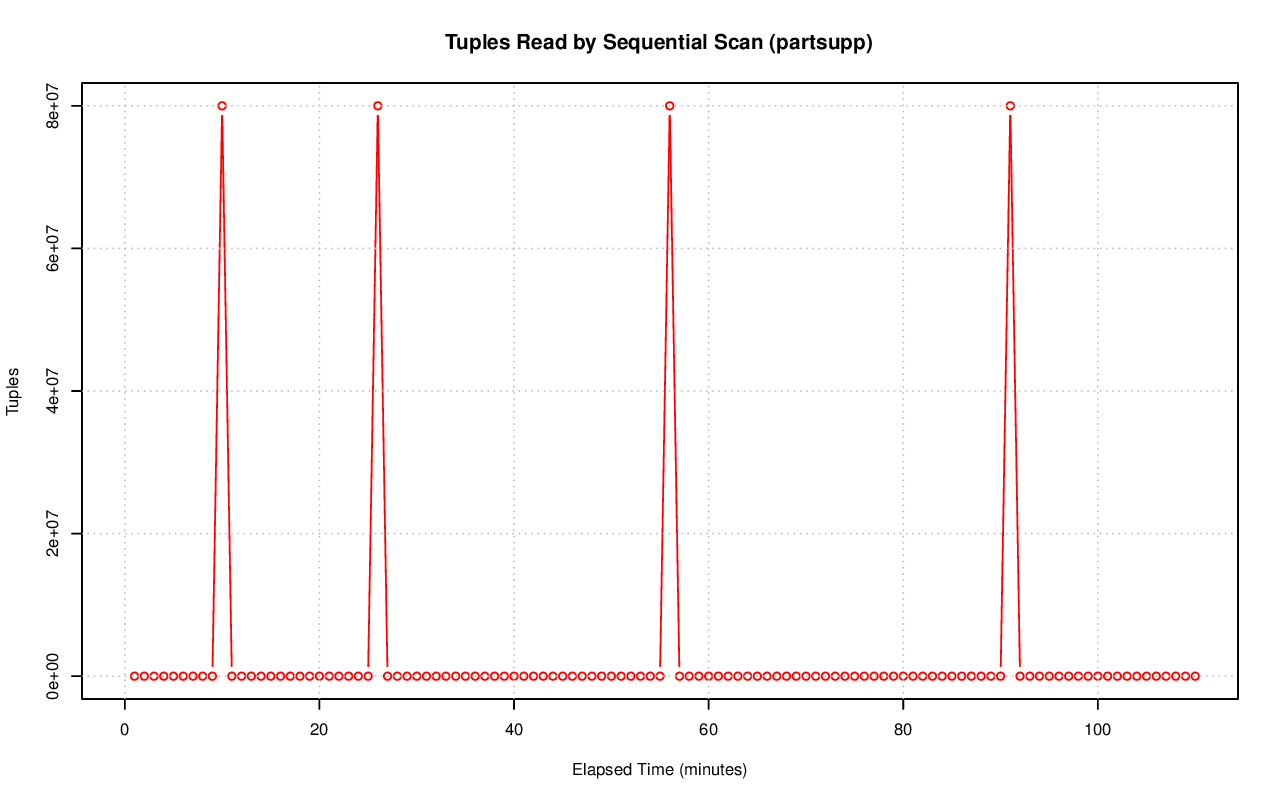 Tuples Read by Sequential Scan (partsupp)
8e+07
6e+07
4e+07
2e+07
0e+00
Tuples
0 20 40 60 80 100
Elapsed Time (minutes)